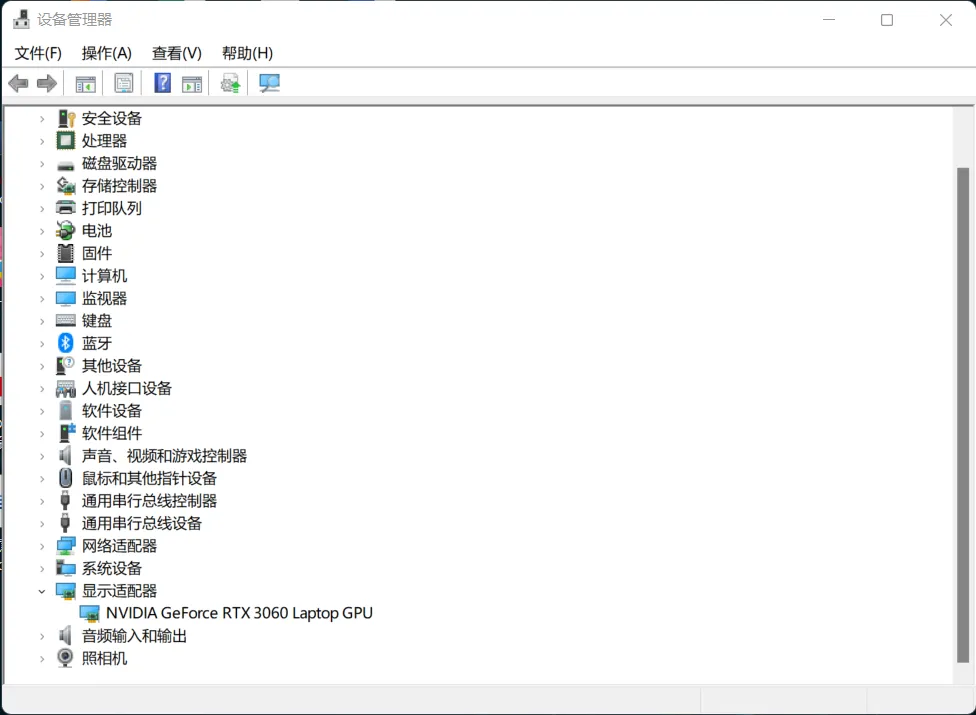 设备管理器
文件(F) 操作(A) 查看(V) 帮助(H)
安全设备
处理器
磁盘驱动器
存储控制器
打印队列
电池
固件
计算机
监视器
键盘
蓝牙
其他设备
人机接口设备
软件设备
软件组件
声音、视频和游戏控制器
鼠标和其他指针设备
通用串行总线控制器
通用串行总线设备
网络适配器
系统设备
显示适配器
NVIDIA GeForce RTX 3060 Laptop GPU
音频输入和输出
照相机